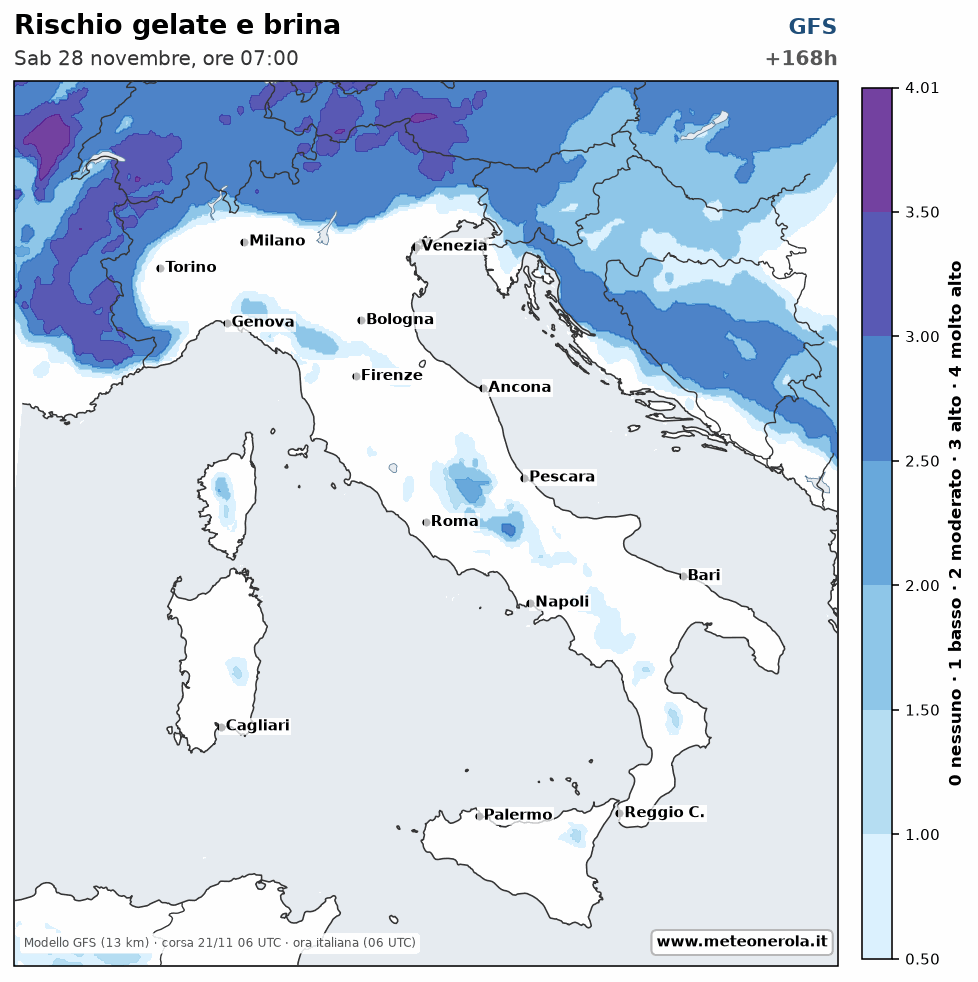 Rischio gelate e brina
GFS
Sab 28 novembre, ore 07:00
+168h
4.01
3.50
3.00
2.50
2.00
1.50
1.00
0.50
0 nessuno · 1 basso · 2 moderato · 3 alto · 4 molto alto
Milano
Venezia
Torino
Genova
Bologna
Firenze
Ancona
Pescara
Roma
Bari
Napoli
Cagliari
Palermo
Reggio C.
Modello GFS (13 km) · corsa 21/11 06 UTC · ora italiana (06 UTC)
www.meteonerola.it